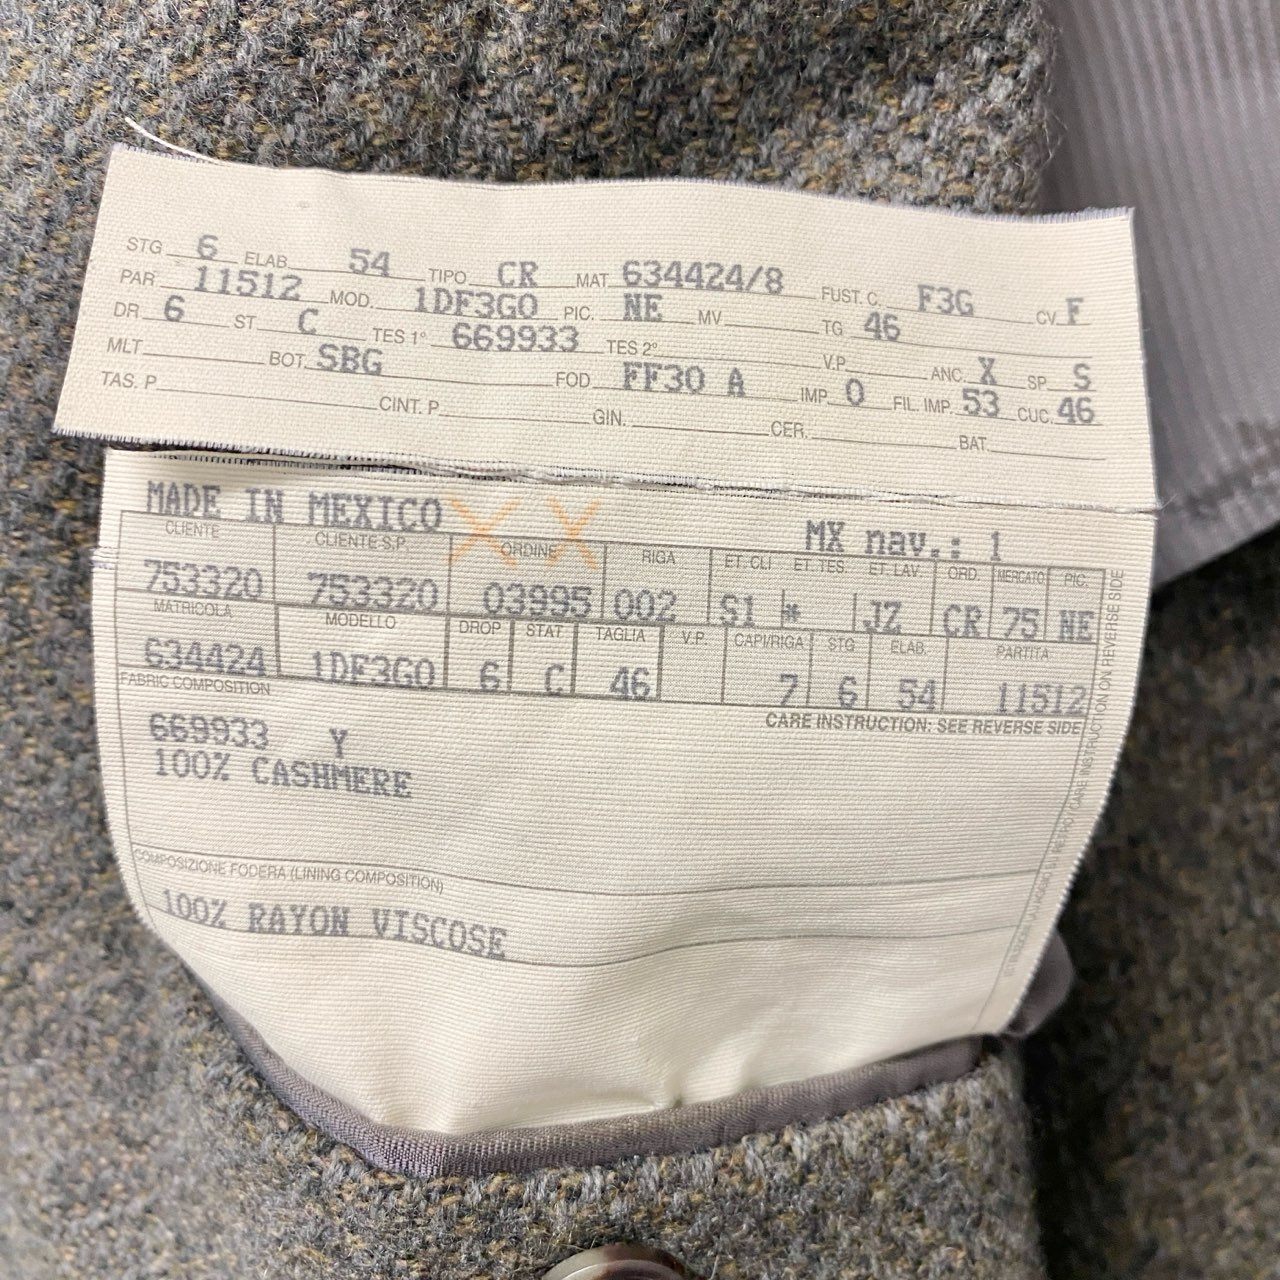 STG 6 ELAB 54 TIPO CR MAT 634424/8 FUST. C. F3G CV F
PAR 11512 MOD. 1DF3G0 PIC. NE MV TG 46
DR 6 ST C TES 1° 669933 TES 2° V.P. ANC. X SP S
MLT BOT. SBG FOD FF30 A IMP. 0 FIL. IMP. 53 CUC. 46
TAS. P CINT. P GIN. CER. BAT.
MADE IN MEXICO XX MX nav.: 1
CLIENTE CLIENTE S.P. ORDINE RIGA ET. CLI ET. TES ET. LAV. ORD. MERCATO PIC.
753320 753320 03995 002 S1 * JZ CR 75 NE
MATRICOLA MODELLO DROP STAT TAGLIA V.P. CAPI/RIGA STG ELAB. PARTITA
634424 1DF3G0 6 C 46 7 6 54 11512
FABRIC COMPOSITION CARE INSTRUCTION: SEE REVERSE SIDE
669933 Y
100% CASHMERE
COMPOSIZIONE FODERA (LINING COMPOSITION)
100% RAYON VISCOSE
CARE INSTRUCTION ON REVERSE SIDE